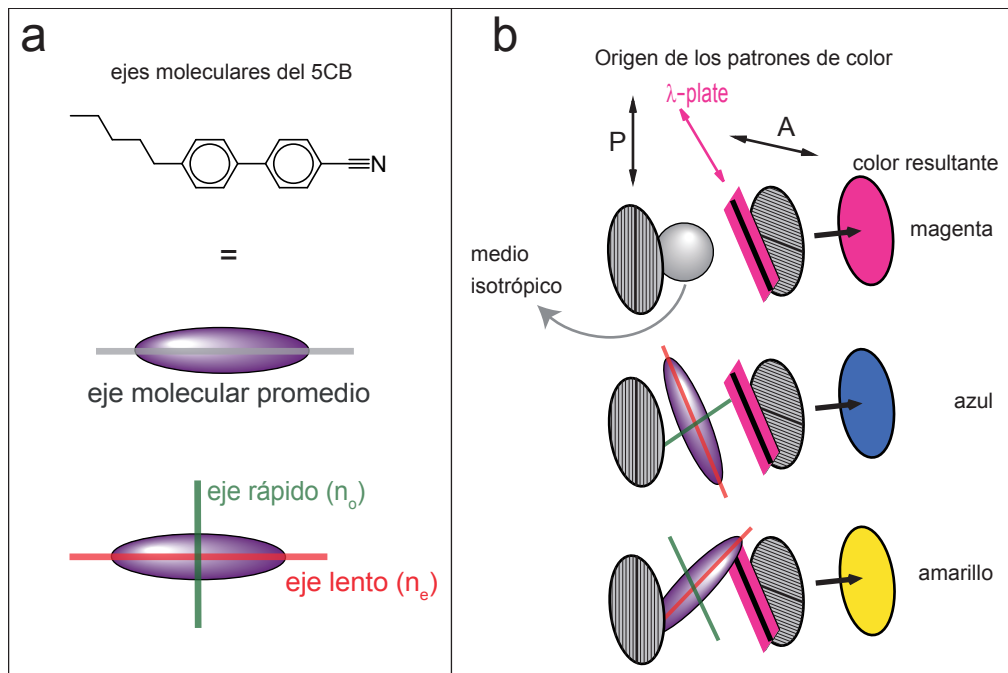 a
ejes moleculares del 5CB
N
=
eje molecular promedio
eje rápido (nₒ)
eje lento (nₑ)
b
Origen de los patrones de color
λ-plate
P
A
color resultante
magenta
medio
isotrópico
azul
amarillo